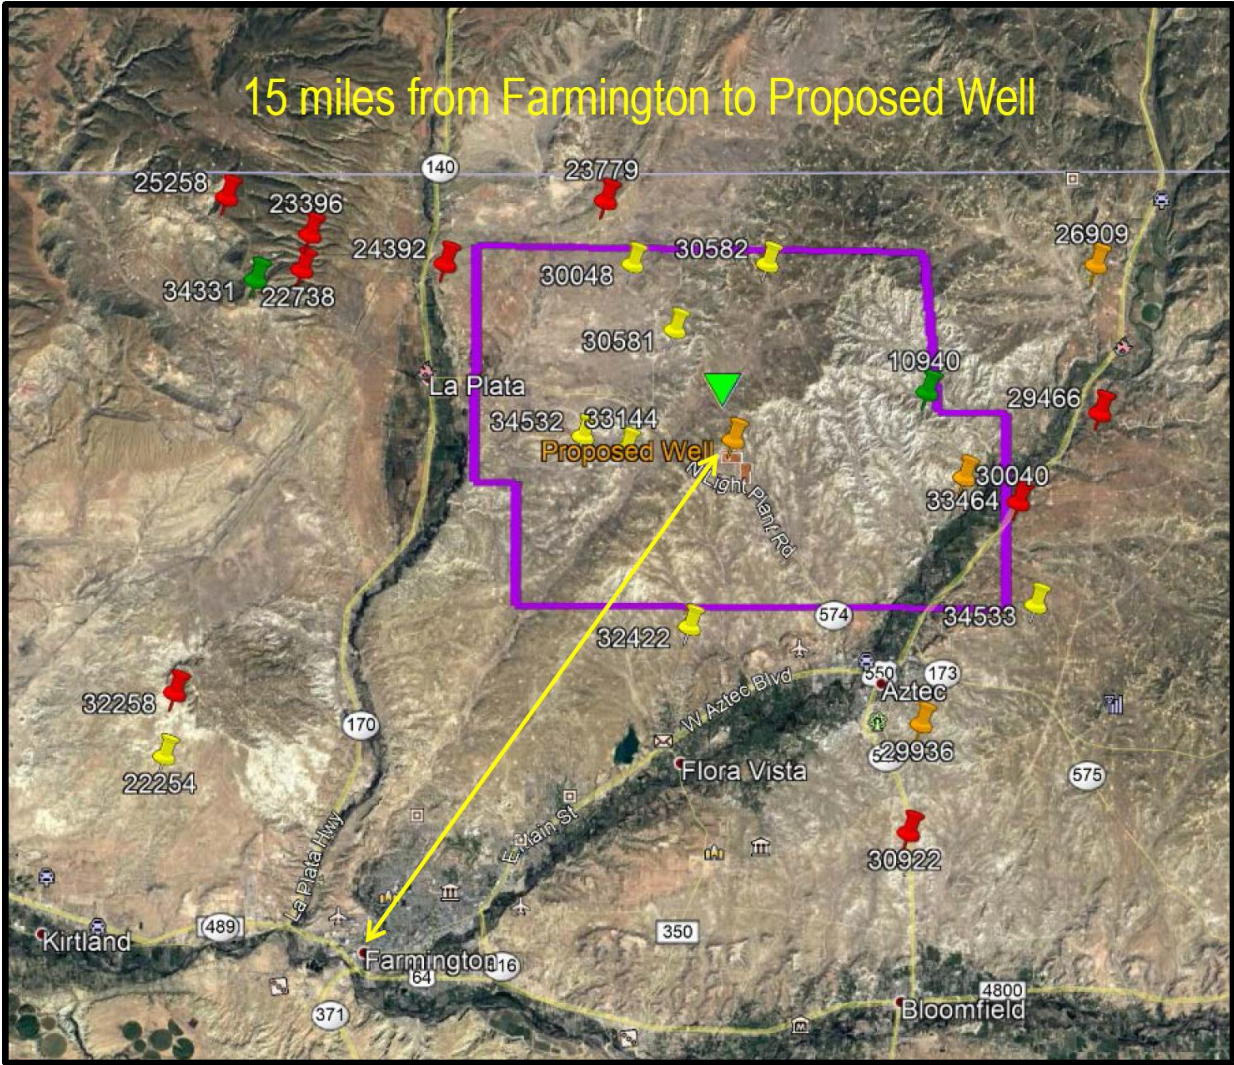 15 miles from Farmington to Proposed Well
140
25258
23779
23396
24392
30582
26909
30048
34331
22738
30581
La Plata
10940
29466
34532
33144
Proposed Well
30040
N Light Plant Rd
33464
34533
574
32422
550
173
Aztec
32258
W Aztec Blvd
170
29936
22254
Flora Vista
575
E Main St
La Plata Hwy
30922
489
350
Kirtland
Farmington
64
371
4800
Bloomfield